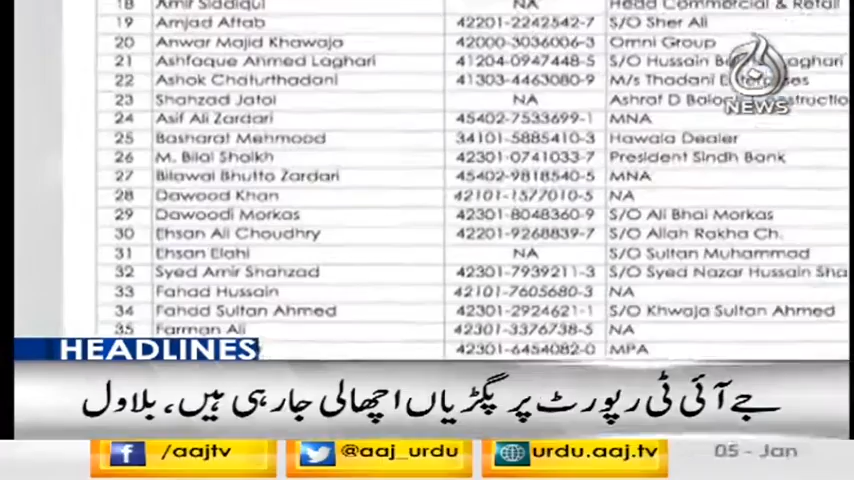 18 Amir Siddiqui NA Head Commercial & Retail
19 Amjad Aftab 42201-2242542-7 S/O Sher Ali
20 Anwar Majid Khawaja 42000-3036006-3 Omni Group
21 Ashfaque Ahmed Laghari 41204-0947448-5 S/O Hussain
22 Ashok Chaturthadani 41303-4463080-9 M/s Thadani
23 Shahzad Jatoi NA Ashraf D
24 Asif Ali Zardari 45402-7533699-1 MNA
25 Basharat Mehmood 34101-5885410-3 Hawala Dealer
26 M. Bilal Shaikh 42301-0741033-7 President Sindh Bank
27 Bilawal Bhutto Zardari 45402-9818540-5 MNA
28 Dawood Khan 42101-1577010-5 NA
29 Dawoodi Morkas 42301-8048360-9 S/O Ali Bhai Morkas
30 Ehsan Ali Choudhry 42201-9268839-7 S/O Allah Rakha Ch.
31 Ehsan Elahi NA S/O Sultan Muhammad
32 Syed Amir Shahzad 42301-7939211-3 S/O Syed Nazar Hussain Sha
33 Fahad Hussain 42101-7605680-3 NA
34 Fahad Sultan Ahmed 42301-2924621-1 S/O Khwaja Sultan Ahmed
35 Farman Ali 42301-3376738-5 NA
42301-6454082-0 MPA
NEWS
HEADLINES
جے آئی ٹی رپورٹ پر پگڑیاں اچھالی جارہی ہیں، بلاول
/aajtv @aaj_urdu urdu.aaj.tv 05 - Jan